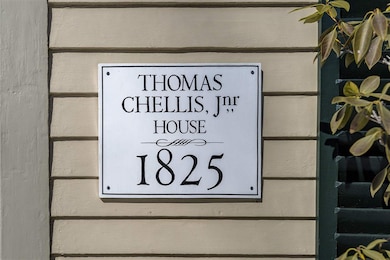 THOMAS
CHELLIS, Jnr
HOUSE
1825